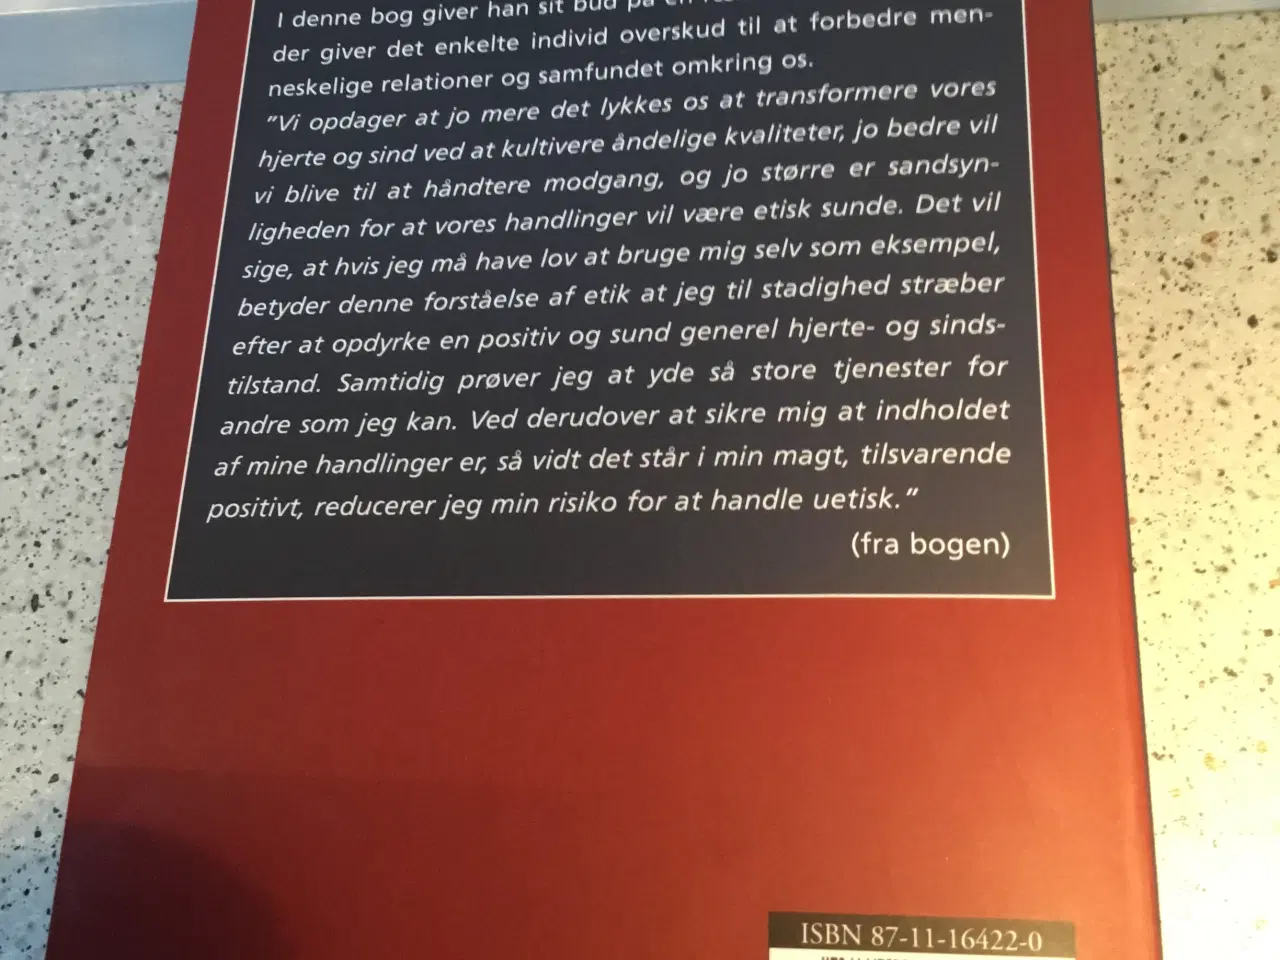 I denne bog giver han sit bud på en
der giver det enkelte individ overskud til at forbedre men-
neskelige relationer og samfundet omkring os.
"Vi opdager at jo mere det lykkes os at transformere vores
hjerte og sind ved at kultivere åndelige kvaliteter, jo bedre vil
vi blive til at håndtere modgang, og jo større er sandsyn-
ligheden for at vores handlinger vil være etisk sunde. Det vil
sige, at hvis jeg må have lov at bruge mig selv som eksempel,
betyder denne forståelse af etik at jeg til stadighed stræber
efter at opdyrke en positiv og sund generel hjerte- og sinds-
tilstand. Samtidig prøver jeg at yde så store tjenester for
andre som jeg kan. Ved derudover at sikre mig at indholdet
af mine handlinger er, så vidt det står i min magt, tilsvarende
positivt, reducerer jeg min risiko for at handle uetisk."
(fra bogen)
ISBN 87-11-16422-0